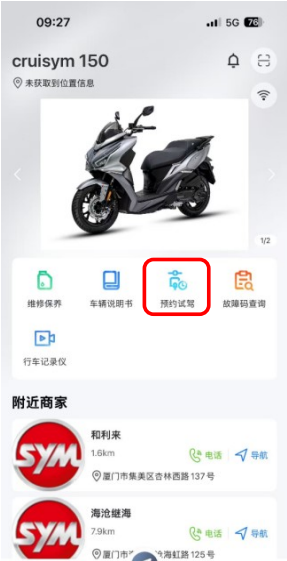 09:27
5G 76
cruisym 150
未获取到位置信息
1/2
维修保养
车辆说明书
预约试驾
故障码查询
行车记录仪
附近商家
SYM
和利来
1.6km
电话
导航
厦门市集美区杏林西路137号
SYM
海沧继海
7.9km
电话
导航
厦门市
沧海虹路125号